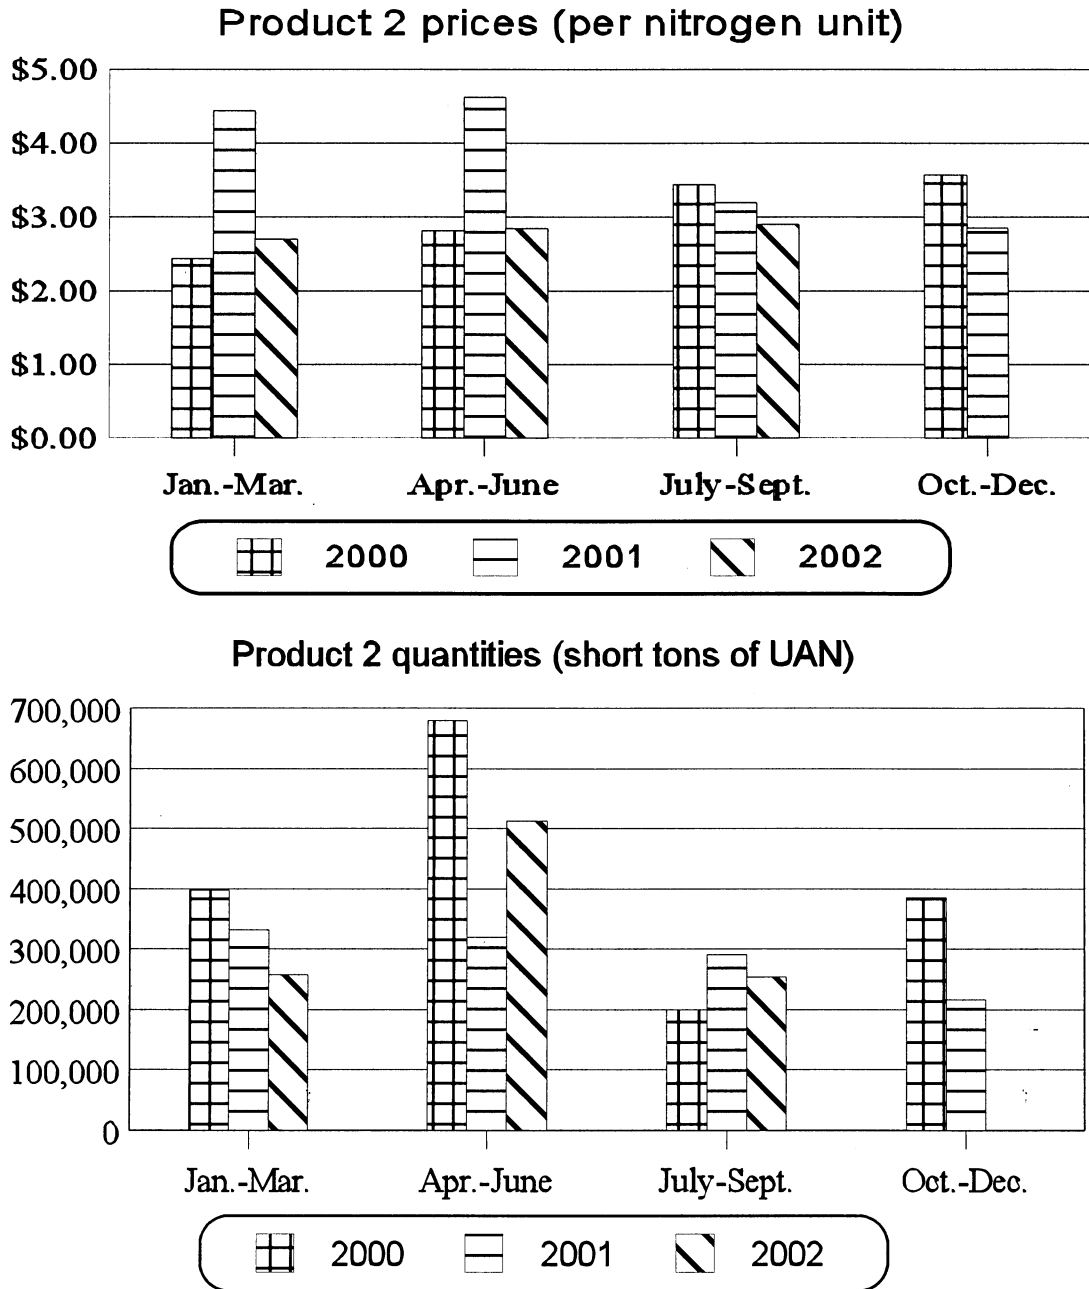 Product 2 prices (per nitrogen unit)
$5.00
$4.00
$3.00
$2.00
$1.00
$0.00
Jan.-Mar. Apr.-June July-Sept. Oct.-Dec.
2000 2001 2002
Product 2 quantities (short tons of UAN)
700,000
600,000
500,000
400,000
300,000
200,000
100,000
0
Jan.-Mar. Apr.-June July-Sept. Oct.-Dec.
2000 2001 2002